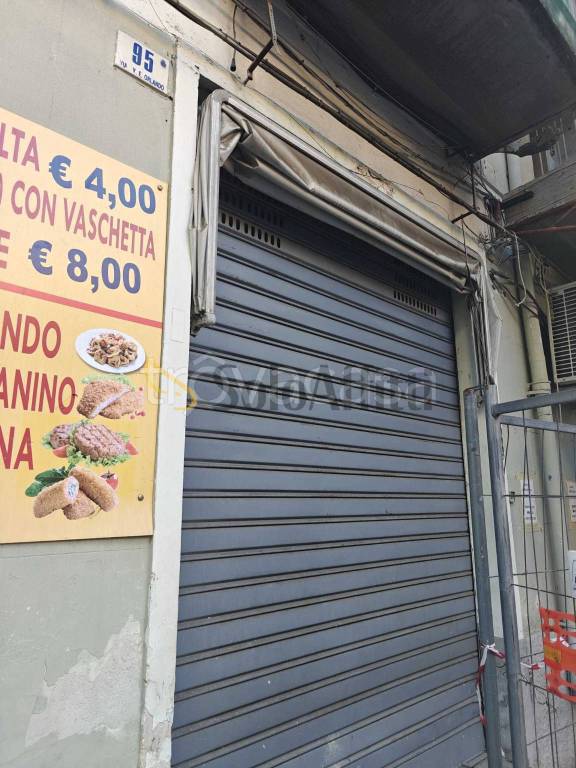 95
VIA V. E. ORLANDO
LTA € 4,00
) CON VASCHETTA
E € 8,00
NDO
ANINO
NA